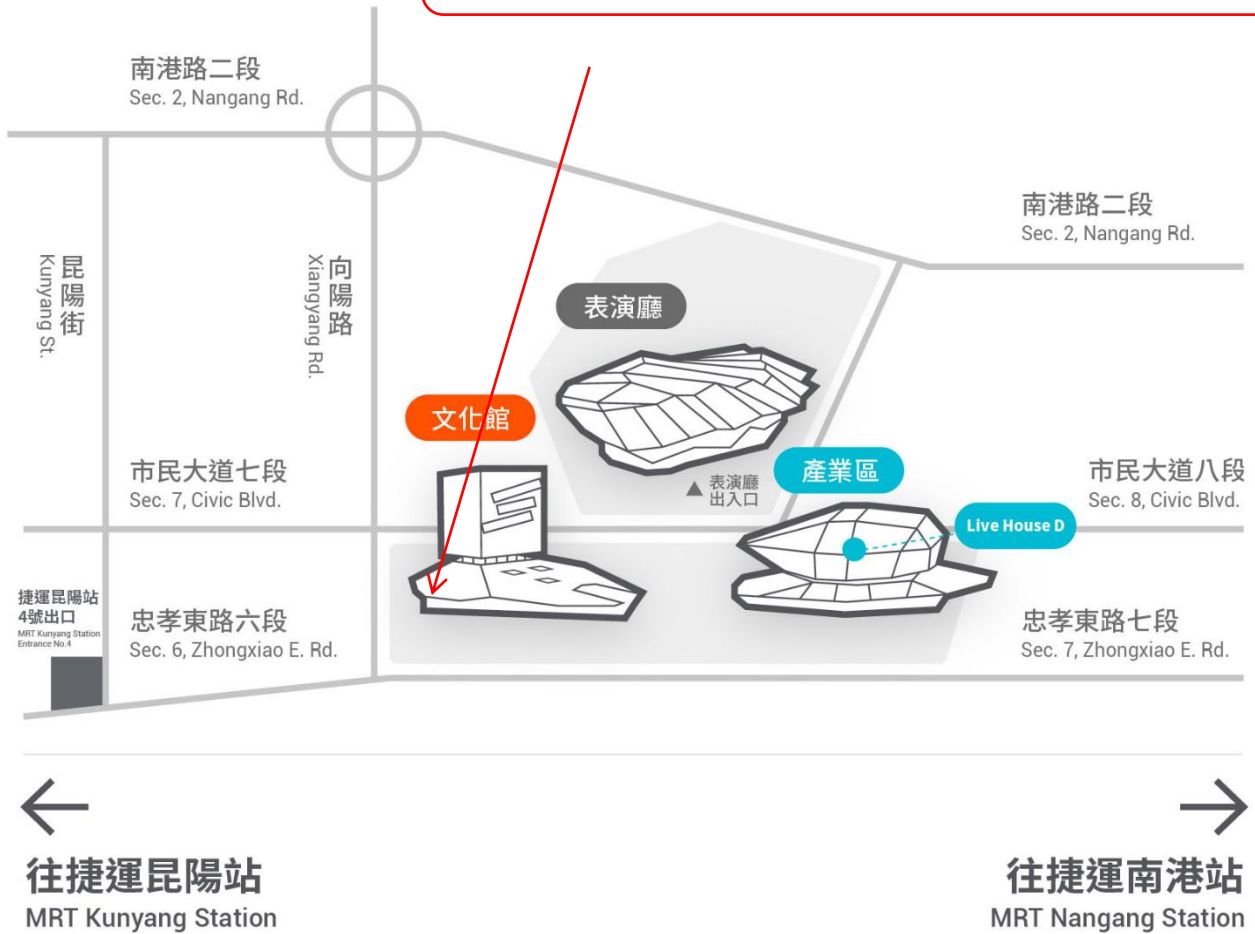 南港路二段
Sec. 2, Nangang Rd.
南港路二段
Sec. 2, Nangang Rd.
昆陽街
Kunyang St.
向陽路
Xiangyang Rd.
表演廳
文化館
市民大道七段
Sec. 7, Civic Blvd.
▲ 表演廳
出入口
產業區
市民大道八段
Sec. 8, Civic Blvd.
Live House D
捷運昆陽站
4號出口
MRT Kunyang Station
Entrance No.4
忠孝東路六段
Sec. 6, Zhongxiao E. Rd.
忠孝東路七段
Sec. 7, Zhongxiao E. Rd.
往捷運昆陽站
MRT Kunyang Station
往捷運南港站
MRT Nangang Station